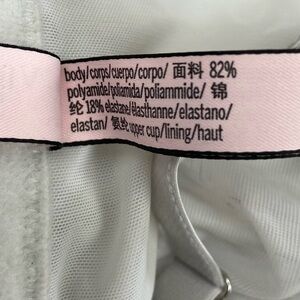 body/corps/cuerpo/corpo/ 面料 82%
polyamide/poliamida/poliammide/ 锦
纶 18% elastane/élasthanne/elastano/
elastan/ 氨纶 upper cup/lining/haut